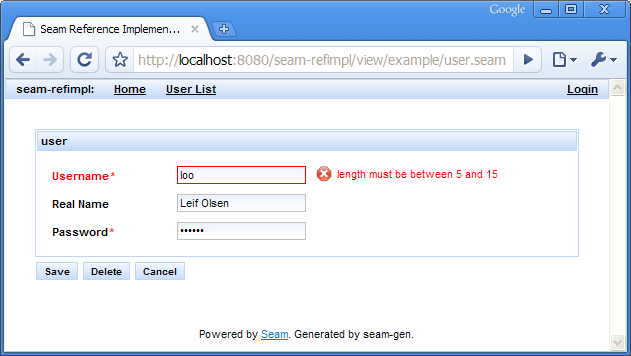 Google
Seam Reference Implemen...
http://localhost:8080/seam-refimpl/view/example/user.seam
seam-refimpl: Home User List Login
user
Username * loo length must be between 5 and 15
Real Name Leif Olsen
Password * ••••••
Save Delete Cancel
Powered by Seam. Generated by seam-gen.